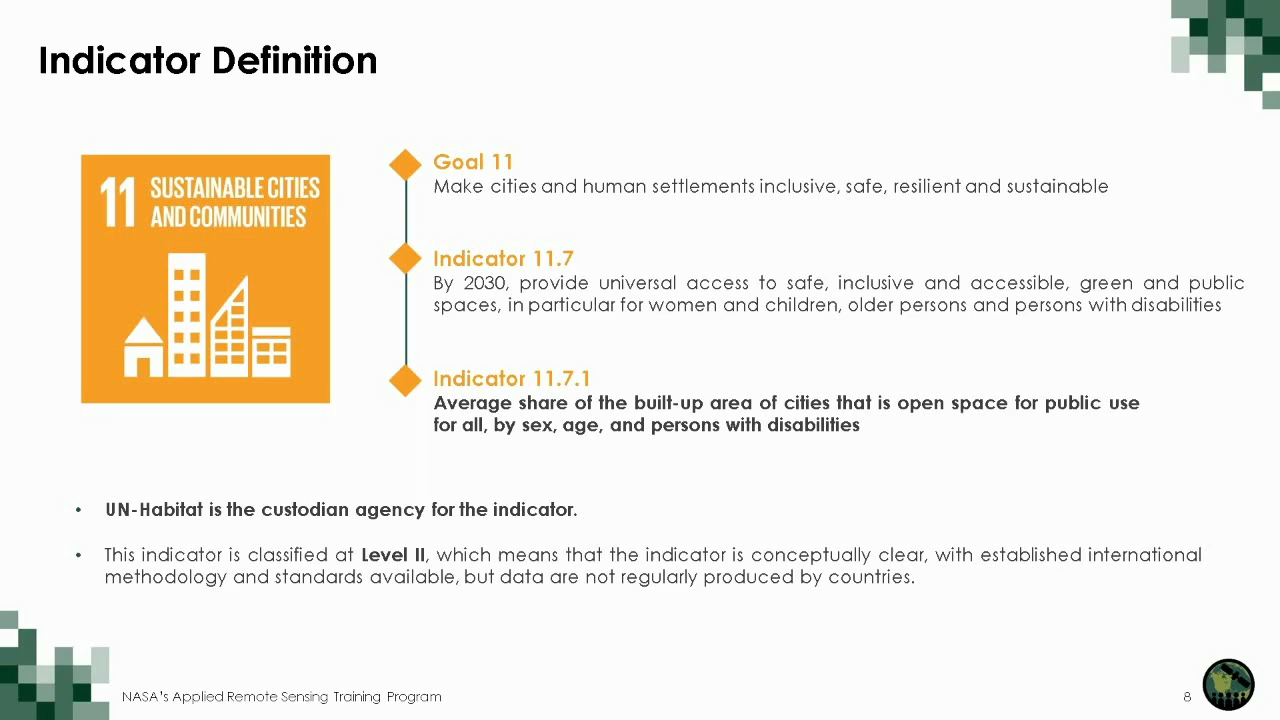 Indicator Definition
11 SUSTAINABLE CITIES
AND COMMUNITIES
Goal 11
Make cities and human settlements inclusive, safe, resilient and sustainable
Indicator 11.7
By 2030, provide universal access to safe, inclusive and accessible, green and public
spaces, in particular for women and children, older persons and persons with disabilities
Indicator 11.7.1
Average share of the built-up area of cities that is open space for public use
for all, by sex, age, and persons with disabilities
• UN-Habitat is the custodian agency for the indicator.
• This indicator is classified at Level II, which means that the indicator is conceptually clear, with established international
methodology and standards available, but data are not regularly produced by countries.
NASA's Applied Remote Sensing Training Program
8